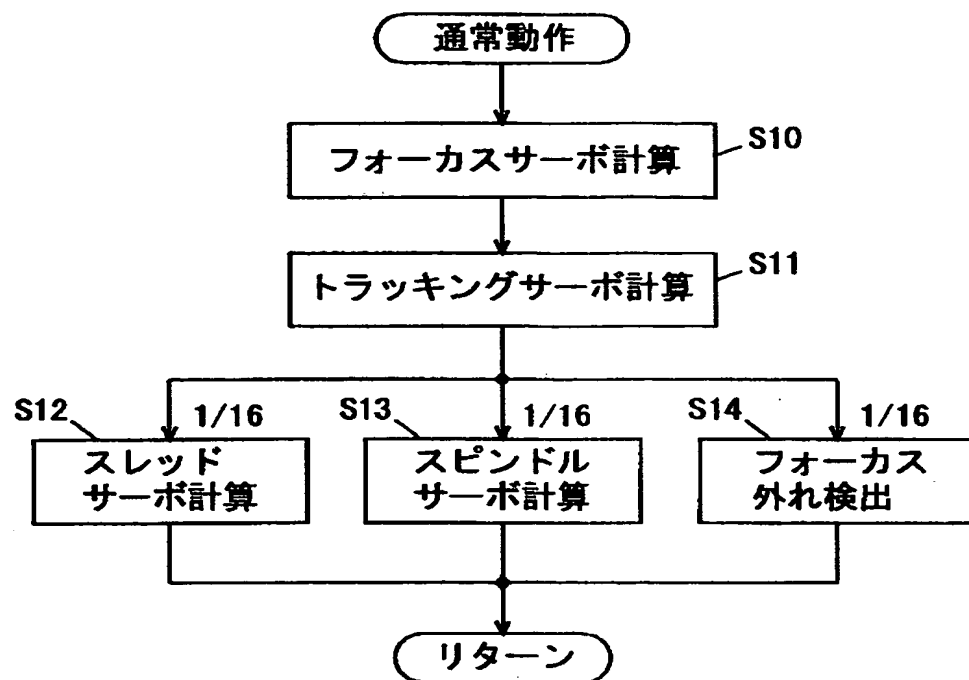 通常動作
フォーカスサーボ計算
S10
トラッキングサーボ計算
S11
S12
1/16
S13
1/16
S14
1/16
スレッド
サーボ計算
スピンドル
サーボ計算
フォーカス
外れ検出
リターン